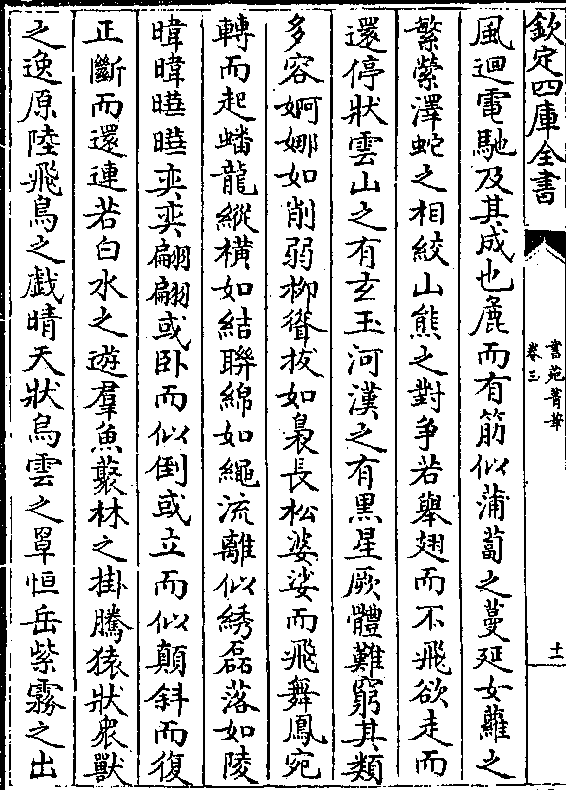 欽定四庫全書
書苑菁華
卷三
十一
風迴電馳及其成也麄而有筋似蒲萄之蔓延女蘿之
繁縈澤蛇之相絞山熊之對争若舉翅而不飛欲走而
還停狀雲山之有玄玉河漢之有黒星厥體難窮其類
多容婀娜如削弱柳聳拔如裊長松婆娑而飛舞鳳宛
轉而起蟠龍縱橫如結聯綿如繩流離似綉磊落如陵
暐暐曄曄弈弈翩翩或卧而似倒或立而似顛斜而復
正斷而還連若白水之遊羣魚藂林之掛騰猿狀衆獸
之逸原陸飛鳥之戲晴天狀烏雲之罩恒岳紫霧之出